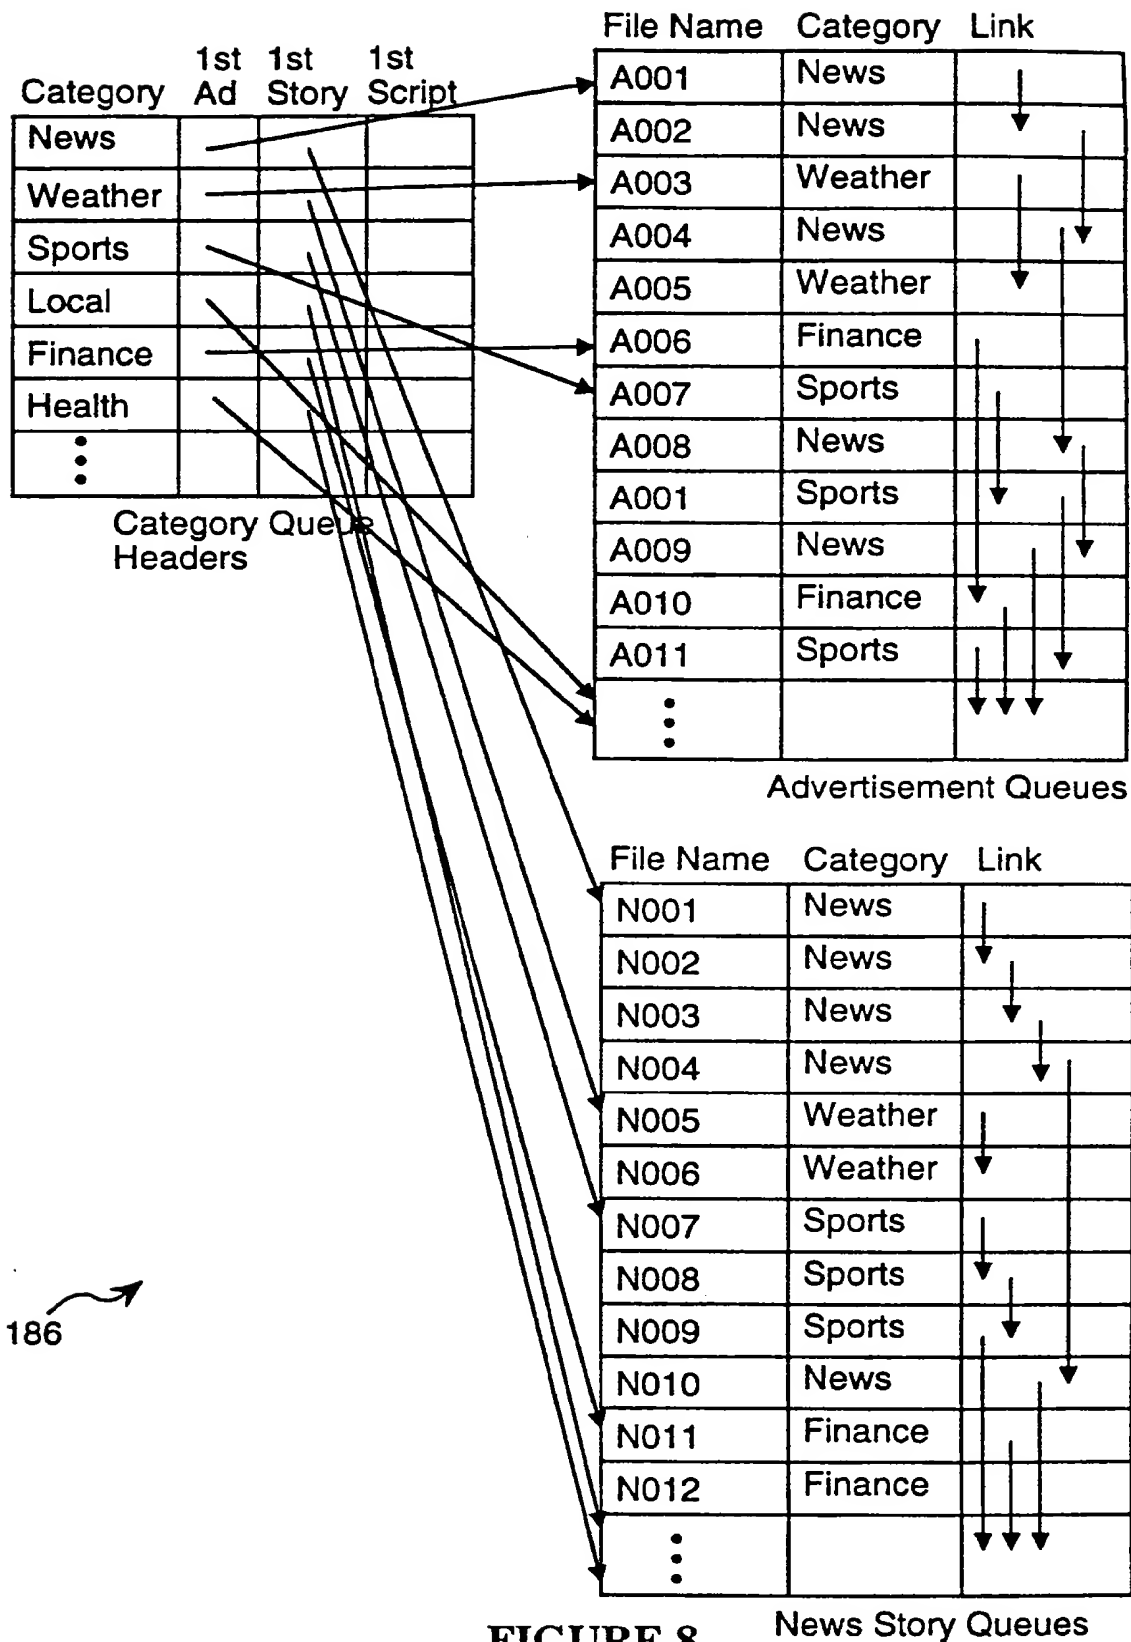 1st 1st 1st
Category Ad Story Script
News
Weather
Sports
Local
Finance
Health
Category Queue
Headers
File Name Category Link
A001 News
A002 News
A003 Weather
A004 News
A005 Weather
A006 Finance
A007 Sports
A008 News
A001 Sports
A009 News
A010 Finance
A011 Sports
Advertisement Queues
File Name Category Link
N001 News
N002 News
N003 News
N004 News
N005 Weather
N006 Weather
N007 Sports
N008 Sports
N009 Sports
N010 News
N011 Finance
N012 Finance
News Story Queues
186
FIGURE 8